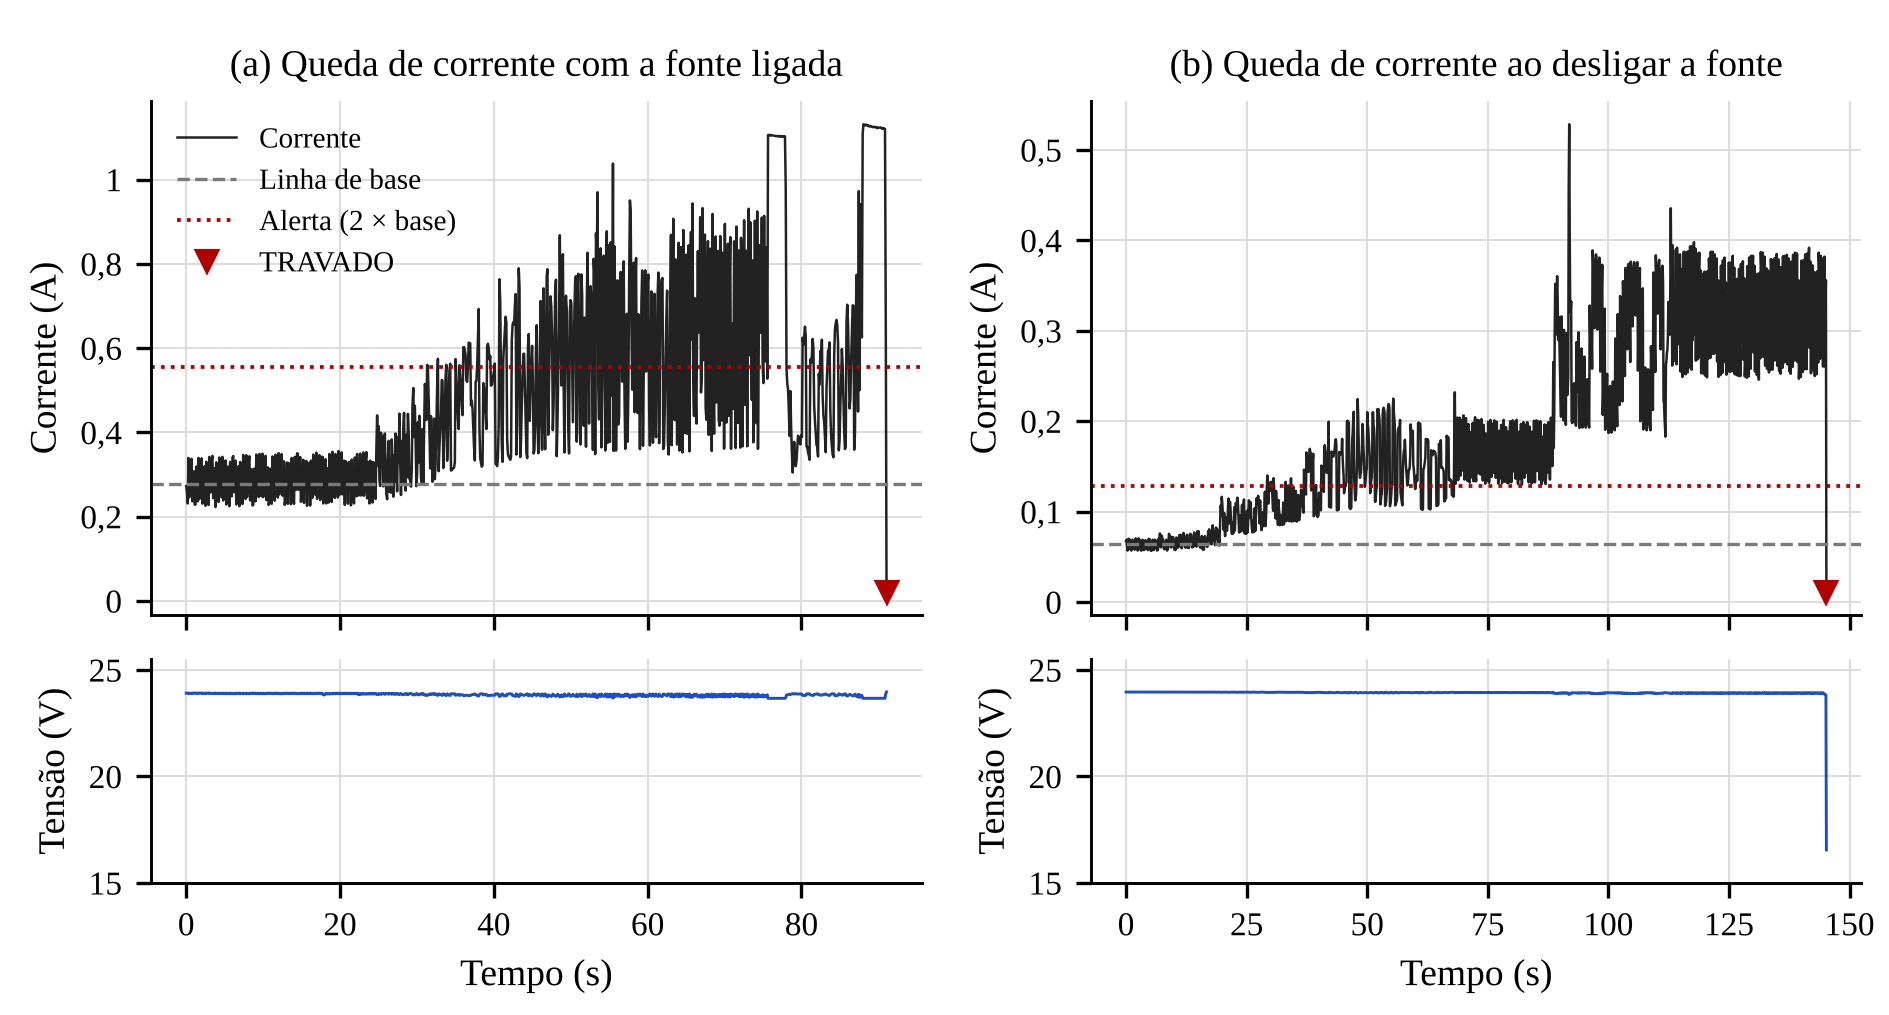 (a) Queda de corrente com a fonte ligada
Corrente (A)
1
0,8
0,6
0,4
0,2
0
Corrente
Linha de base
Alerta (2 × base)
TRAVADO
Tensão (V)
25
20
15
0 20 40 60 80
Tempo (s)
(b) Queda de corrente ao desligar a fonte
Corrente (A)
0,5
0,4
0,3
0,2
0,1
0
Tensão (V)
25
20
15
0 25 50 75 100 125 150
Tempo (s)